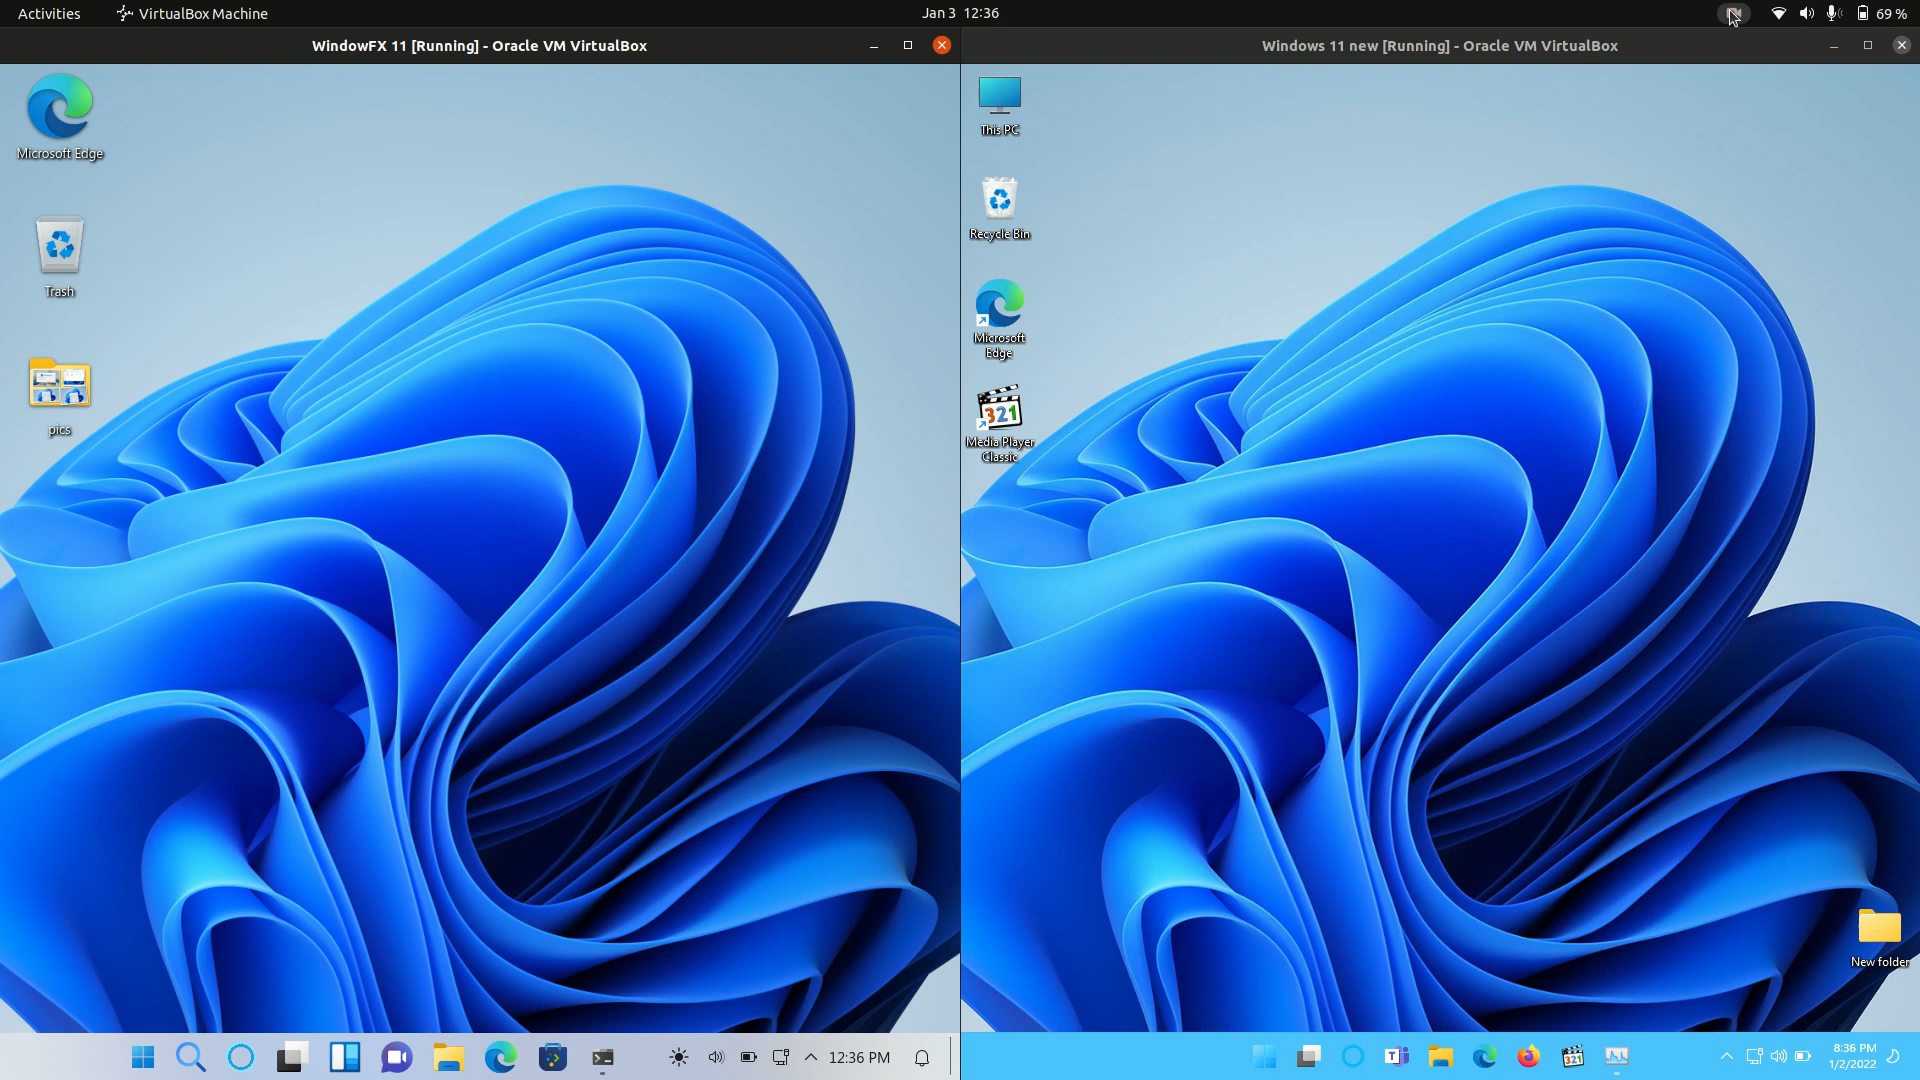 Activities
VirtualBox Machine
Jan 3 12:36
69 %
WindowFX 11 [Running] - Oracle VM VirtualBox
Windows 11 new [Running] - Oracle VM VirtualBox
Microsoft Edge
Trash
pics
12:36 PM
This PC
Recycle Bin
Microsoft
Edge
321
Media Player
Classic
New folder
T
321
8:36 PM
1/2/2022